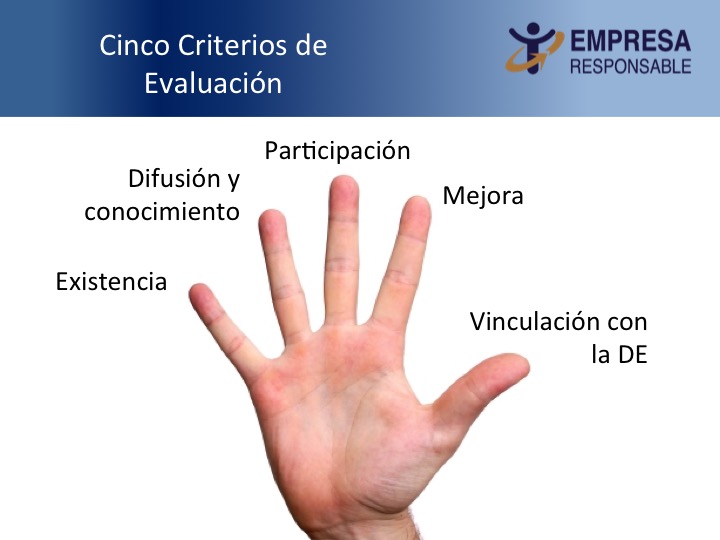 Cinco Criterios de
Evaluación
EMPRESA
RESPONSABLE
Participación
Difusión y
conocimiento
Mejora
Existencia
Vinculación con
la DE